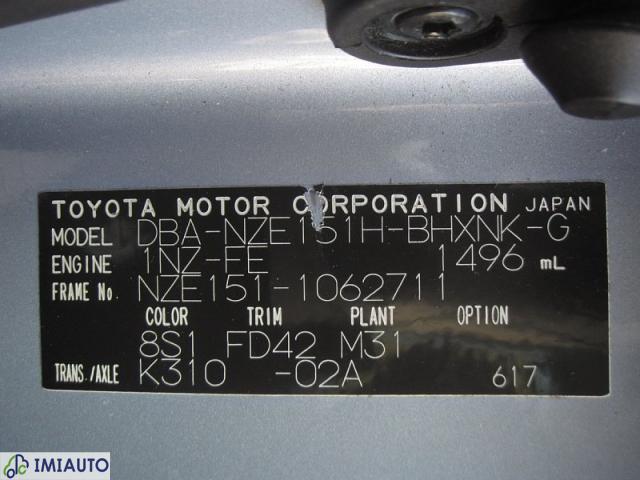 TOYOTA MOTOR CORPORATION JAPAN
MODEL DBA-NZE151H-BHXNK-G
ENGINE 1NZ-FE 1496 mL
FRAME No. NZE151-1062711
COLOR TRIM PLANT OPTION
8S1 FD42 M31
TRANS./AXLE K310 -02A 617
IMIAUTO